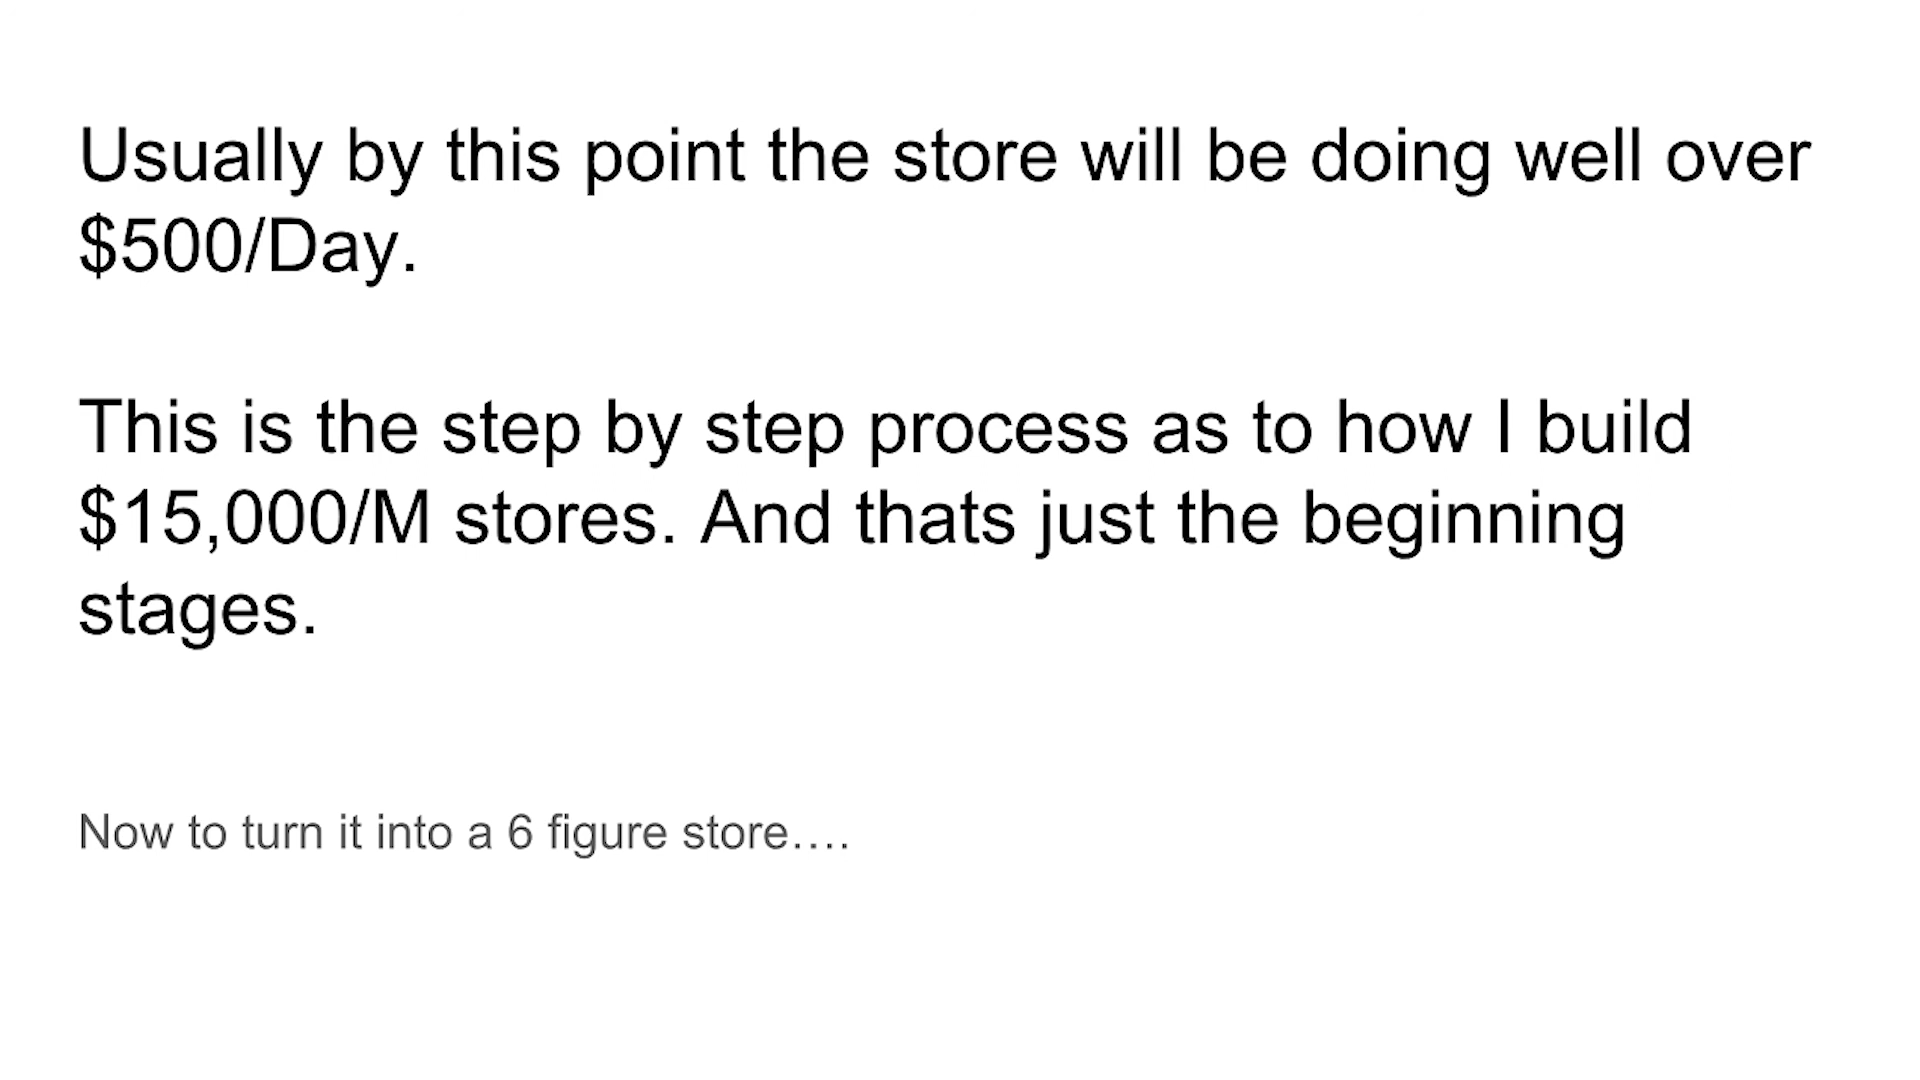 Usually by this point the store will be doing well over
$500/Day.
This is the step by step process as to how I build
$15,000/M stores. And thats just the beginning
stages.
Now to turn it into a 6 figure store….